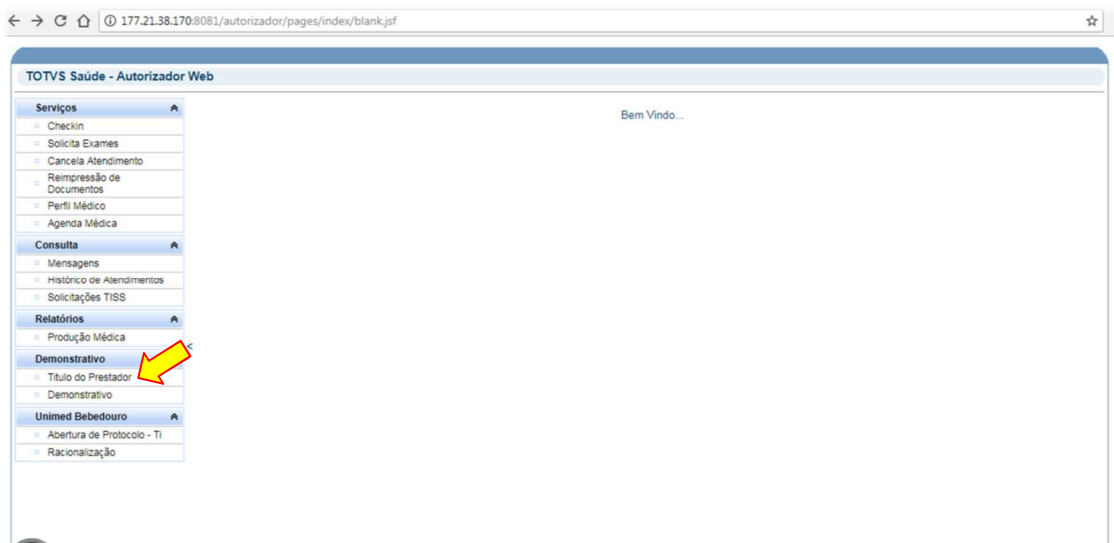 177.21.38.170:8081/autorizador/pages/index/blank.jsf
TOTVS Saúde - Autorizador Web
Serviços
Checkin
Solicita Exames
Cancela Atendimento
Reimpressão de
Documentos
Perfil Médico
Agenda Médica
Consulta
Mensagens
Histórico de Atendimentos
Solicitações TISS
Relatórios
Produção Médica
Demonstrativo
Titulo do Prestador
Demonstrativo
Unimed Bebedouro
Abertura de Protocolo - Ti
Racionalização
<
Bem Vindo...